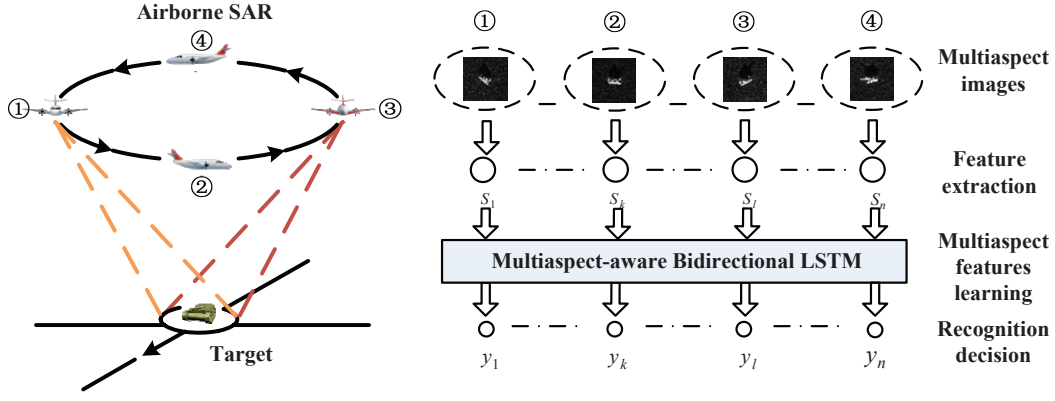 Airborne SAR
④
①
③
②
Target
①
②
③
④
Multiaspect
images
Feature
extraction
S₁
Sₖ
Sₗ
Sₙ
Multiaspect-aware Bidirectional LSTM
Multiaspect
features
learning
Recognition
decision
y₁
yₖ
yₗ
yₙ